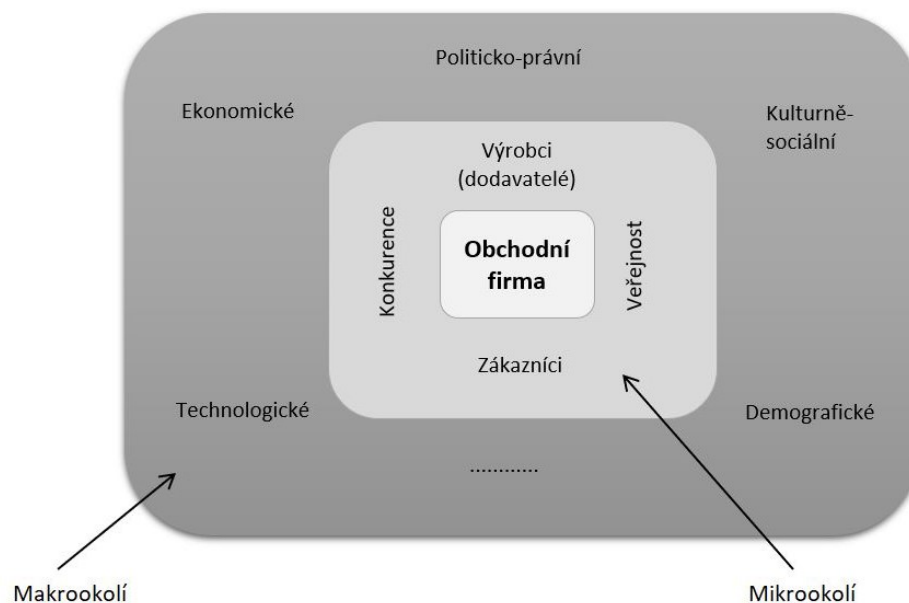 Politicko-právní
Ekonomické
Kulturně-
sociální
Výrobci
(dodavatelé)
Konkurence
Obchodní
firma
Veřejnost
Zákazníci
Technologické
Demografické
............
Makrookolí
Mikrookolí